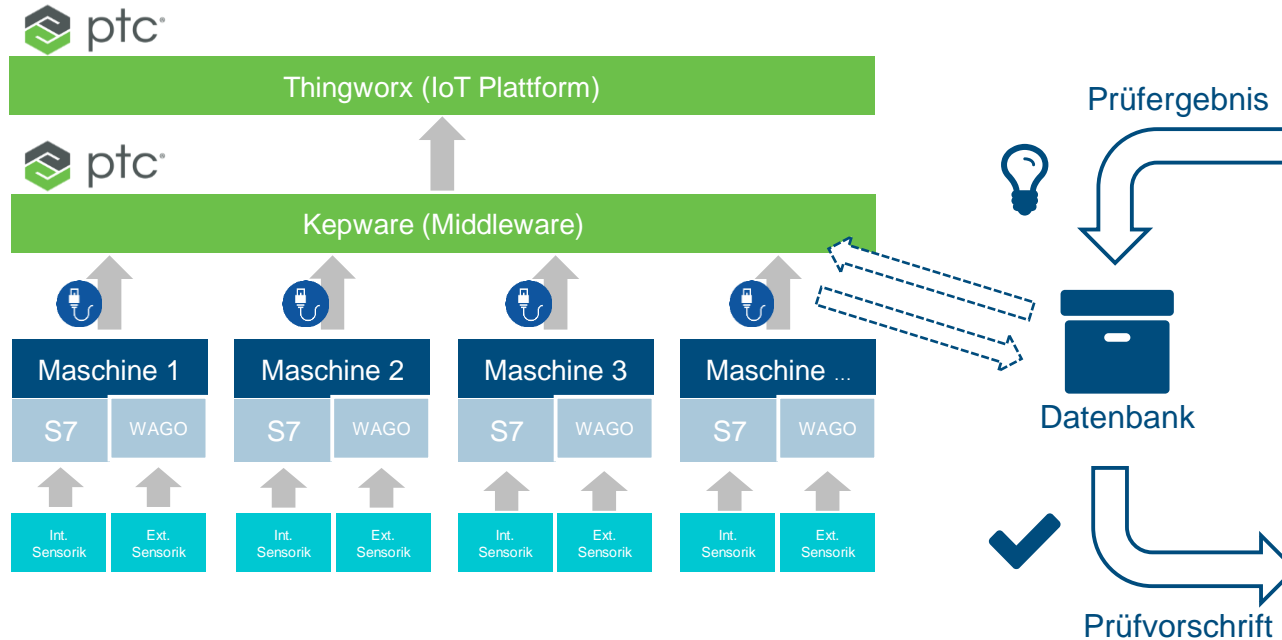 ptc
Thingworx (IoT Plattform)
Prüfergebnis
ptc
Kepware (Middleware)
Maschine 1
Maschine 2
Maschine 3
Maschine ...
S7
WAGO
S7
WAGO
S7
WAGO
S7
WAGO
Datenbank
Int.
Sensorik
Ext.
Sensorik
Int.
Sensorik
Ext.
Sensorik
Int.
Sensorik
Ext.
Sensorik
Int.
Sensorik
Ext.
Sensorik
Prüfvorschrift